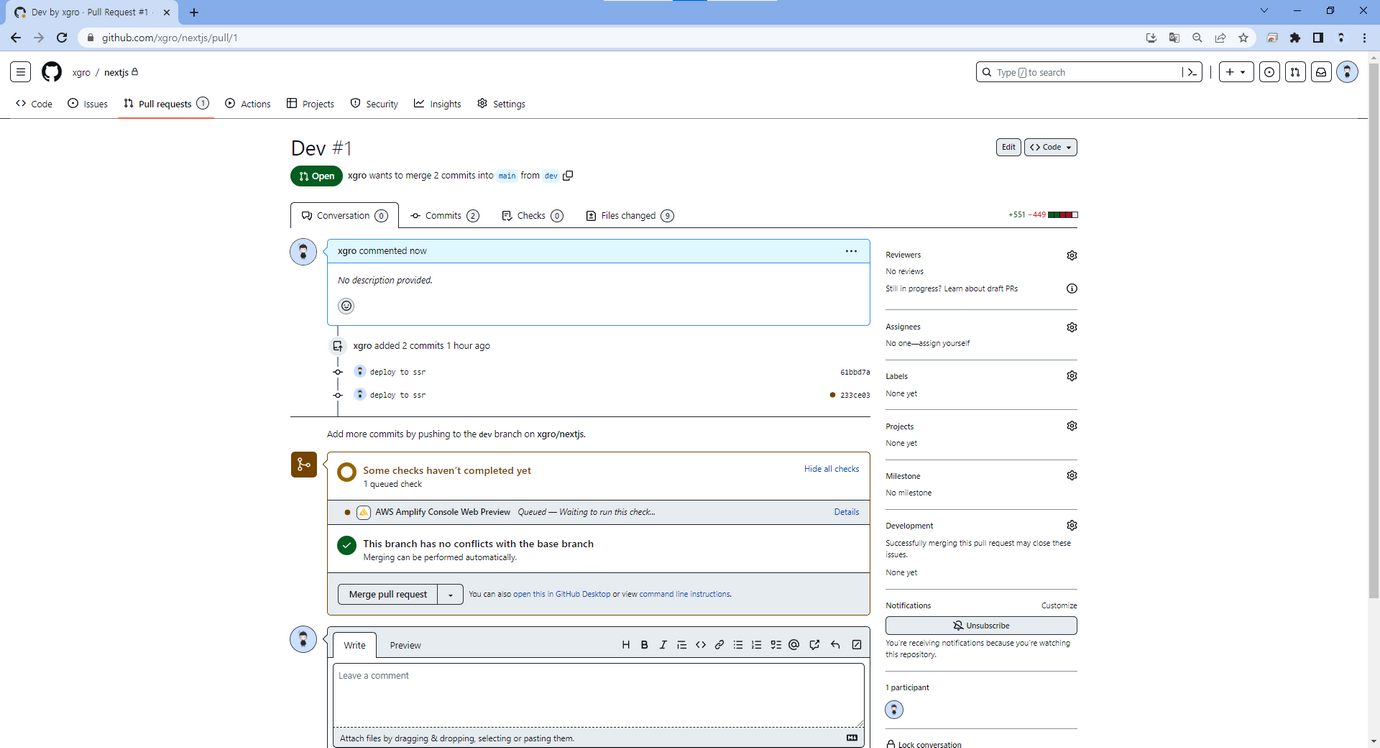 Dev by xgro · Pull Request #1 ·
github.com/xgro/nextjs/pull/1
xgro / nextjs
Type / to search
Code
Issues
Pull requests 1
Actions
Projects
Security
Insights
Settings
Dev #1
Edit
Code
Open
xgro wants to merge 2 commits into main from dev
Conversation 0
Commits 2
Checks 0
Files changed 9
+551 −449
xgro commented now
No description provided.
xgro added 2 commits 1 hour ago
deploy to ssr 61bbd7a
deploy to ssr 233ce03
Add more commits by pushing to the dev branch on xgro/nextjs.
Some checks haven't completed yet
Hide all checks
1 queued check
AWS Amplify Console Web Preview Queued — Waiting to run this check...
Details
This branch has no conflicts with the base branch
Merging can be performed automatically.
Merge pull request
You can also open this in GitHub Desktop or view command line instructions.
Write
Preview
H B I
Leave a comment
Attach files by dragging & dropping, selecting or pasting them.
Reviewers
No reviews
Still in progress? Learn about draft PRs
Assignees
No one—assign yourself
Labels
None yet
Projects
None yet
Milestone
No milestone
Development
Successfully merging this pull request may close these
issues.
None yet
Notifications
Customize
Unsubscribe
You're receiving notifications because you're watching
this repository.
1 participant
Lock conversation